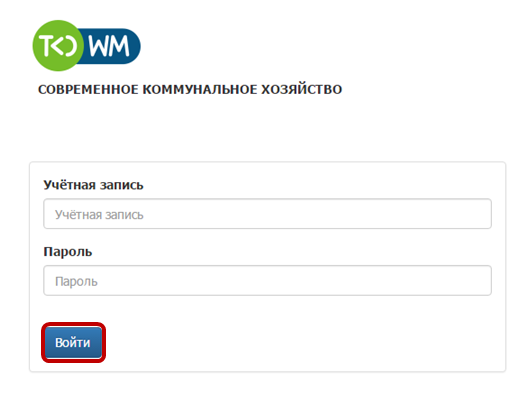 ТКО WM
СОВРЕМЕННОЕ КОММУНАЛЬНОЕ ХОЗЯЙСТВО
Учётная запись
Учётная запись
Пароль
Пароль
Войти